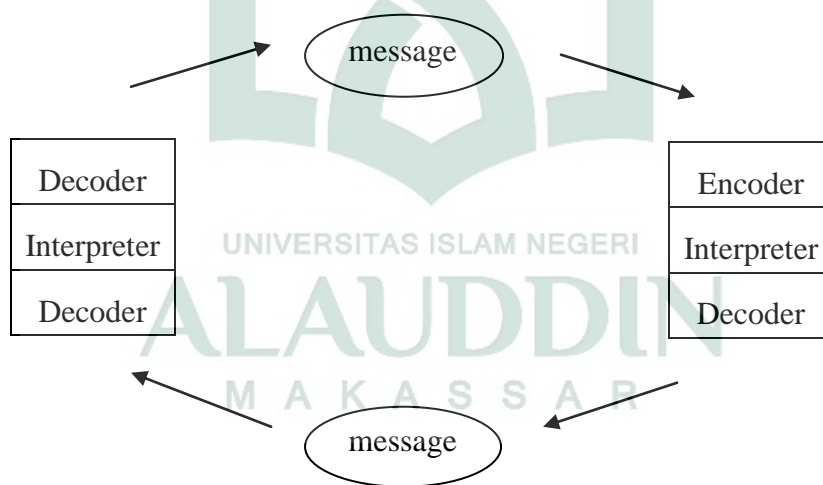 message
Decoder
Interpreter
Decoder
Encoder
Interpreter
Decoder
UNIVERSITAS ISLAM NEGERI
ALAUDDIN
MAKASSAR
message